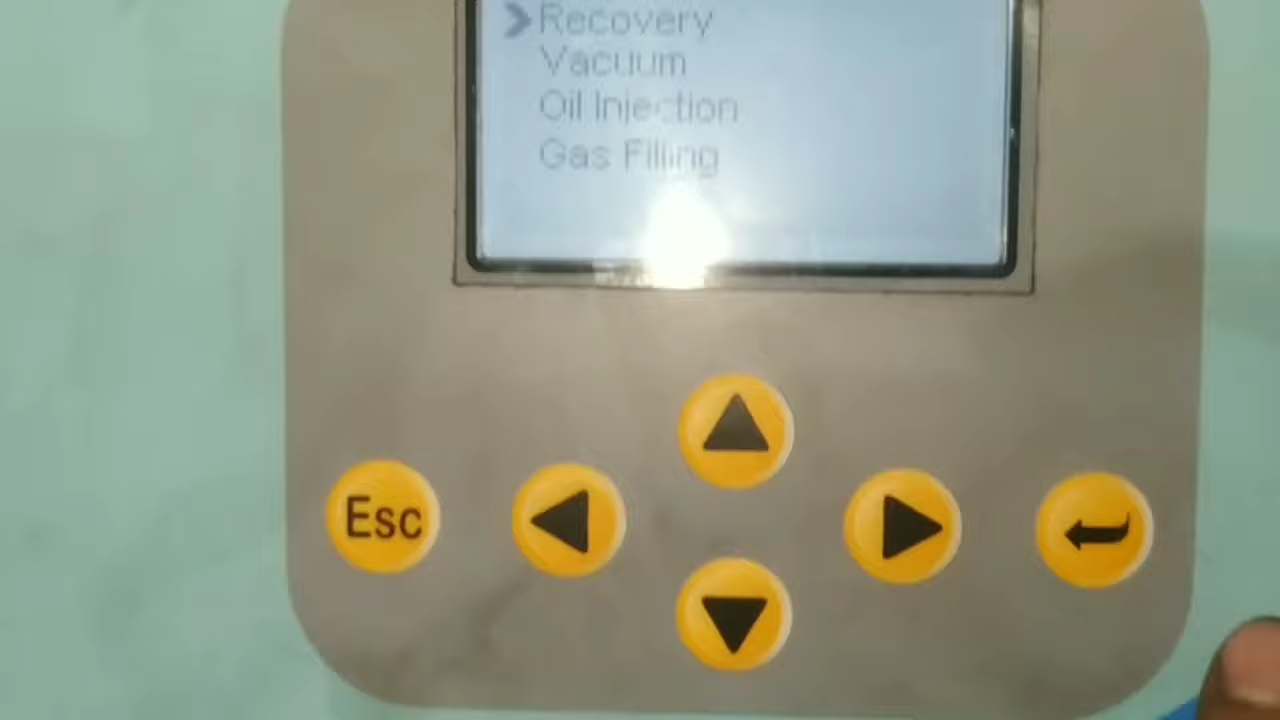 Recovery
Vacuum
Oil Injection
Gas Filling
Esc